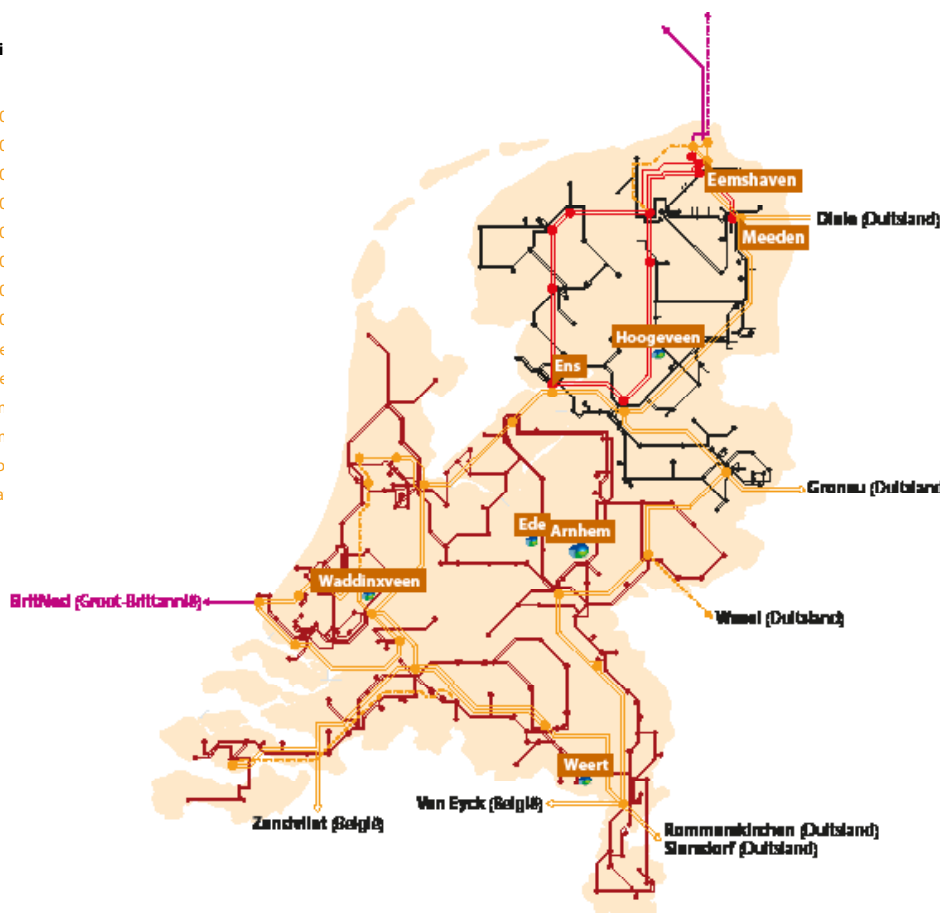 Eemshaven
Diele (Duitsland)
Meeden
Hoogeveen
Ens
Gronau (Duitsland
Ede
Arnhem
Waddinxveen
BritNed (Groot-Brittannië)
Wesel (Duitsland)
Weert
Van Eyck (België)
Zandvliet (België)
Rommerskirchen (Duitsland)
Siersdorf (Duitsland)